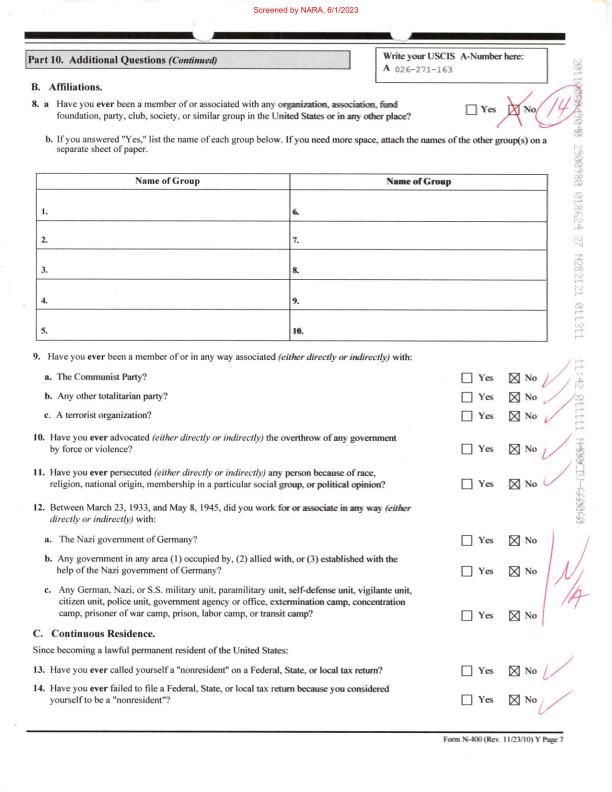 Screened by NARA, 6/1/2023
Part 10. Additional Questions (Continued)
Write your USCIS A-Number here:
A 026-271-163
B. Affiliations.
8. a Have you ever been a member of or associated with any organization, association, fund
foundation, party, club, society, or similar group in the United States or in any other place?
Yes No 14
b. If you answered "Yes," list the name of each group below. If you need more space, attach the names of the other group(s) on a
separate sheet of paper.
Name of Group Name of Group
1. 6.
2. 7.
3. 8.
4. 9.
5. 10.
9. Have you ever been a member of or in any way associated (either directly or indirectly) with:
a. The Communist Party? Yes No
b. Any other totalitarian party? Yes No
c. A terrorist organization? Yes No
10. Have you ever advocated (either directly or indirectly) the overthrow of any government
by force or violence? Yes No
11. Have you ever persecuted (either directly or indirectly) any person because of race,
religion, national origin, membership in a particular social group, or political opinion? Yes No
12. Between March 23, 1933, and May 8, 1945, did you work for or associate in any way (either
directly or indirectly) with:
a. The Nazi government of Germany? Yes No
b. Any government in any area (1) occupied by, (2) allied with, or (3) established with the
help of the Nazi government of Germany? Yes No
c. Any German, Nazi, or S.S. military unit, paramilitary unit, self-defense unit, vigilante unit,
citizen unit, police unit, government agency or office, extermination camp, concentration
camp, prisoner of war camp, prison, labor camp, or transit camp? Yes No
N/A
C. Continuous Residence.
Since becoming a lawful permanent resident of the United States:
13. Have you ever called yourself a "nonresident" on a Federal, State, or local tax return? Yes No
14. Have you ever failed to file a Federal, State, or local tax return because you considered
yourself to be a "nonresident"? Yes No
Form N-400 (Rev. 11/23/10) Y Page 7